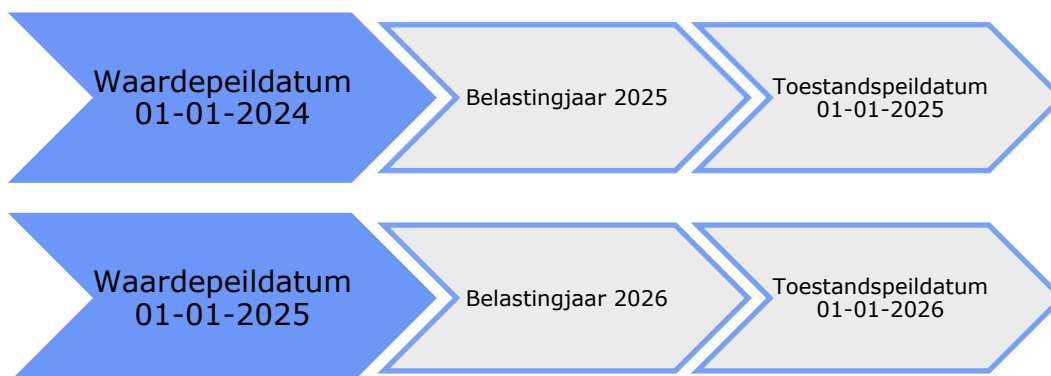 Waardepeildatum
01-01-2024
Belastingjaar 2025
Toestandspeildatum
01-01-2025
Waardepeildatum
01-01-2025
Belastingjaar 2026
Toestandspeildatum
01-01-2026